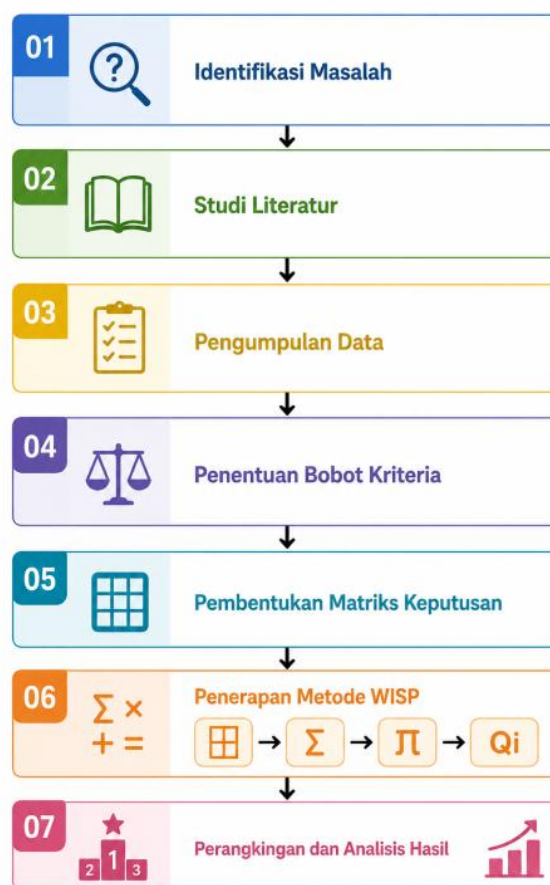 01
?
Identifikasi Masalah
02
Studi Literatur
03
Pengumpulan Data
04
Penentuan Bobot Kriteria
05
Pembentukan Matriks Keputusan
06
Σ ×
+ =
Penerapan Metode WISP
Σ Π Qi
07
2 1 3
Perangkingan dan Analisis Hasil